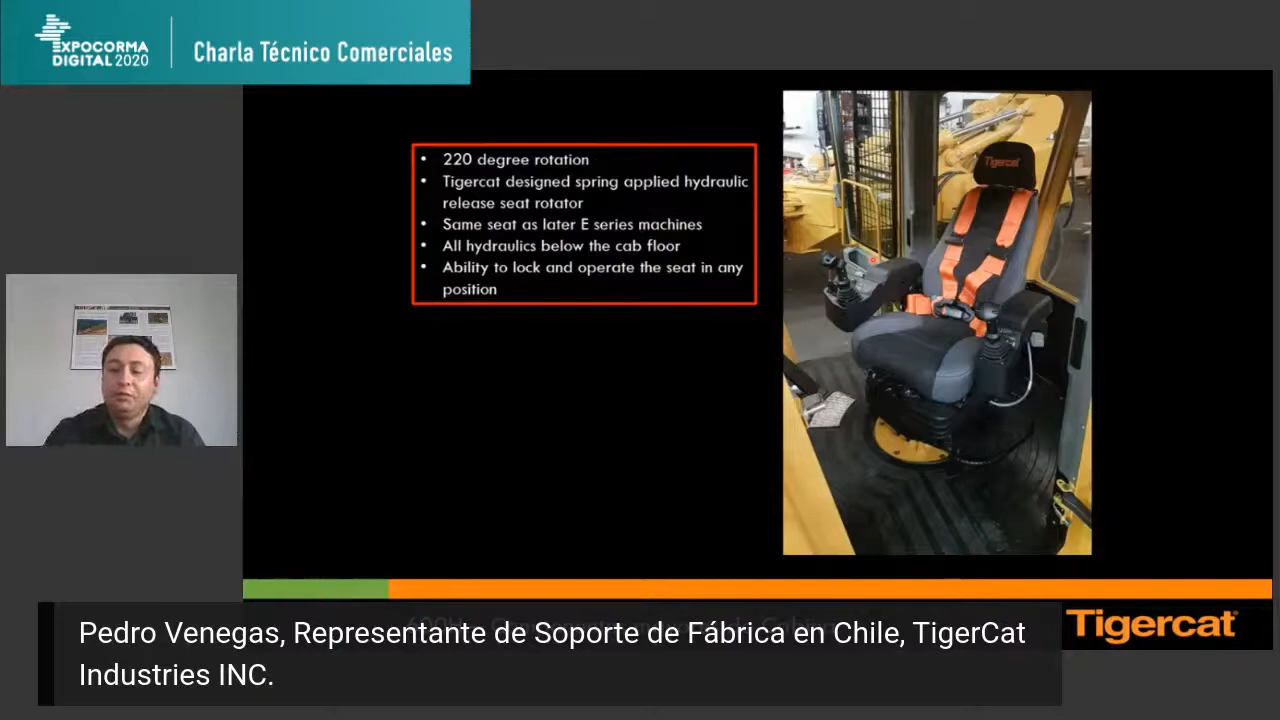 EXPOCORMA
DIGITAL 2020
Charla Técnico Comerciales
• 220 degree rotation
• Tigercat designed spring applied hydraulic
release seat rotator
• Same seat as later E series machines
• All hydraulics below the cab floor
• Ability to lock and operate the seat in any
position
Tigercat
Pedro Venegas, Representante de Soporte de Fábrica en Chile, TigerCat
Industries INC.
Tigercat